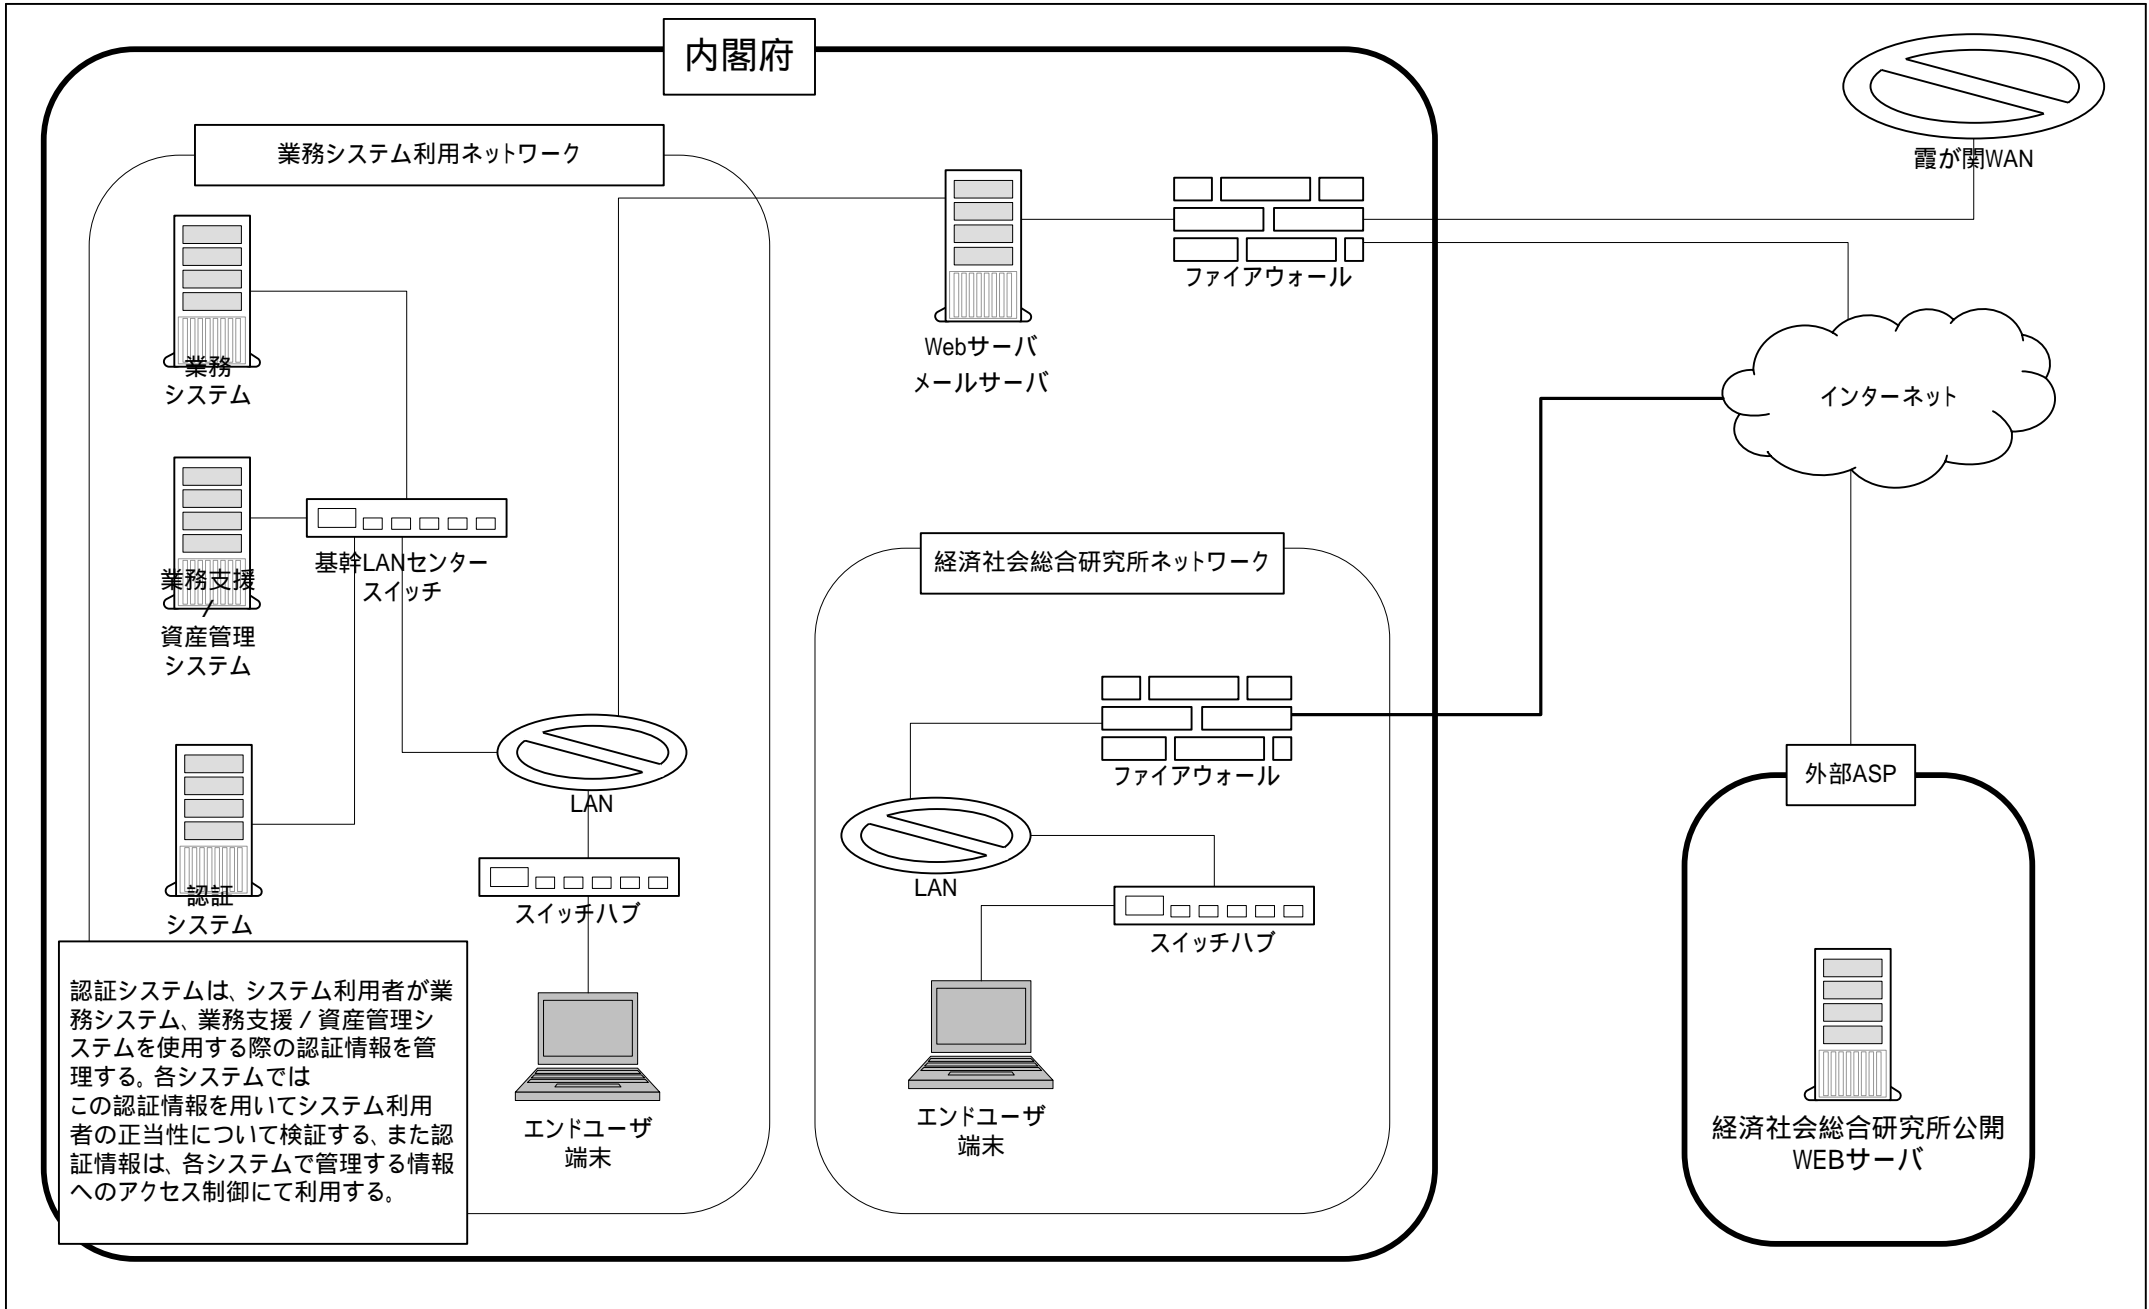 内閣府
業務システム利用ネットワーク
霞が関WAN
ファイアウォール
Webサーバ
メールサーバ
業務
システム
インターネット
業務支援
/
資産管理
システム
基幹LANセンター
スイッチ
経済社会総合研究所ネットワーク
ファイアウォール
外部ASP
LAN
LAN
認証
システム
スイッチハブ
スイッチハブ
認証システムは、システム利用者が業
務システム、業務支援 / 資産管理シ
ステムを使用する際の認証情報を管
理する。各システムでは
この認証情報を用いてシステム利用
者の正当性について検証する、また認
証情報は、各システムで管理する情報
へのアクセス制御にて利用する。
エンドユーザ
端末
エンドユーザ
端末
経済社会総合研究所公開
WEBサーバ